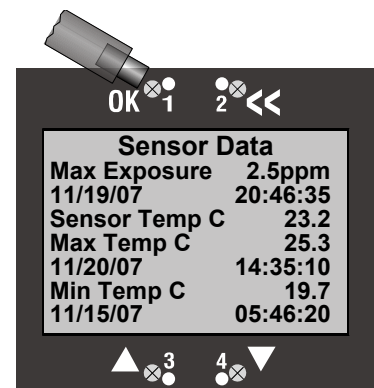 OK 1 2 <<
Sensor Data
Max Exposure 2.5ppm
11/19/07 20:46:35
Sensor Temp C 23.2
Max Temp C 25.3
11/20/07 14:35:10
Min Temp C 19.7
11/15/07 05:46:20
3 4